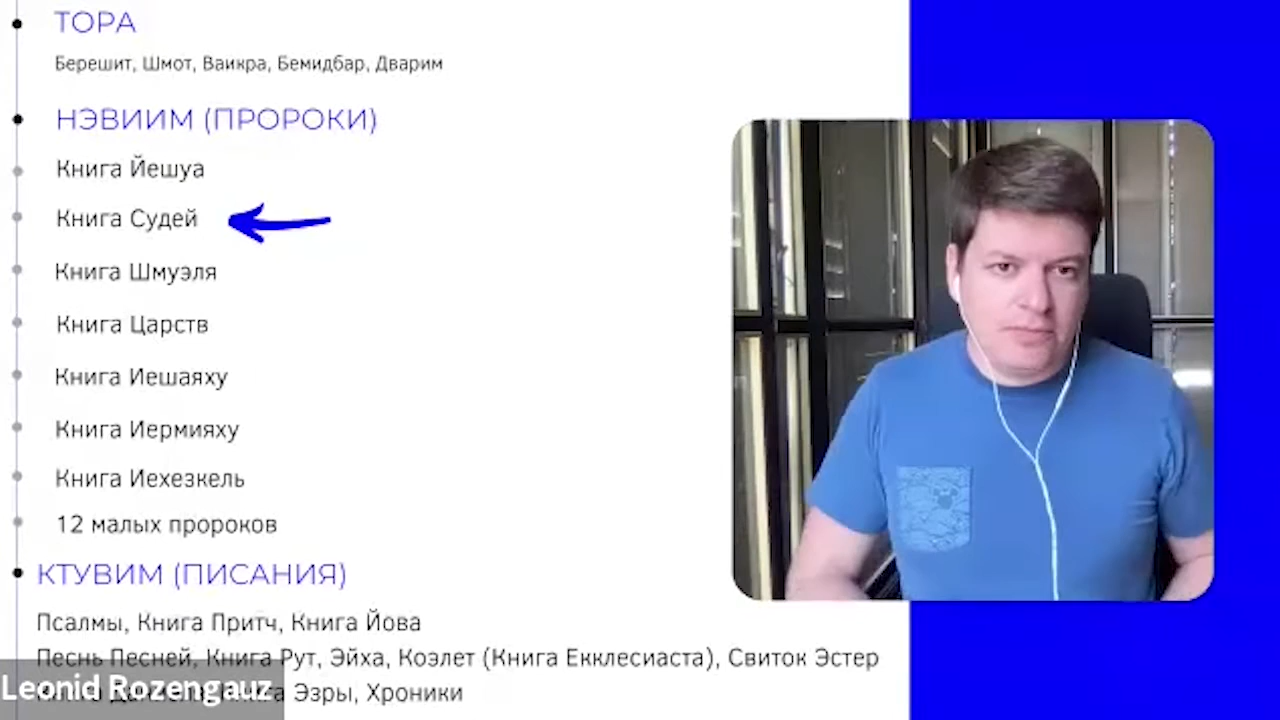 ТОРА
Берешит, Шмот, Ваикра, Бемидбар, Дварим
НЭВИИМ (ПРОРОКИ)
Книга Йешуа
Книга Судей
Книга Шмуэля
Книга Царств
Книга Иешаяху
Книга Иермияху
Книга Иехезкель
12 малых пророков
КТУВИМ (ПИСАНИЯ)
Псалмы, Книга Притч, Книга Йова
Песнь Песней, Книга Рут, Эйха, Коэлет (Книга Екклесиаста), Свиток Эстер
Эзры, Хроники
Leonid Rozengauz